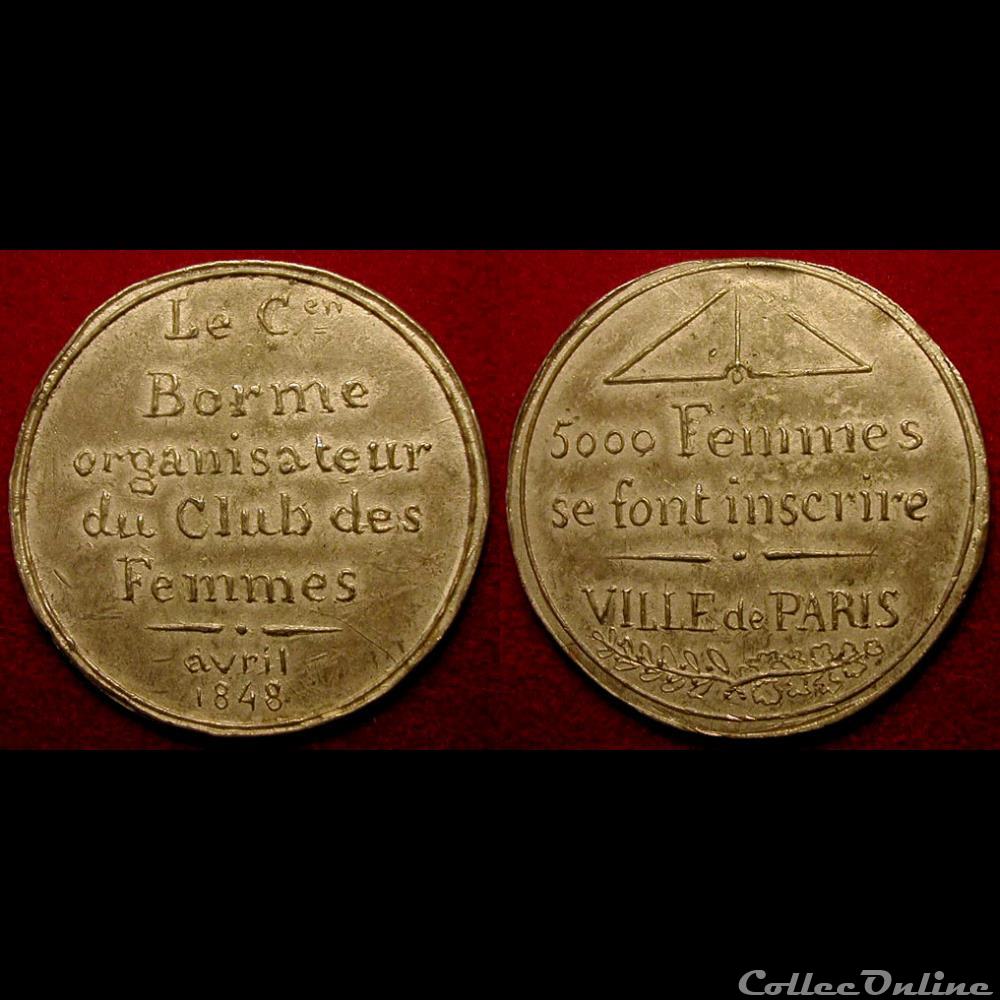 Le Cen
Borme
organisateur
du Club des
Femmes
avril
1848
5000 Femmes
se font inscrire
VILLE de PARIS
CollecOnline